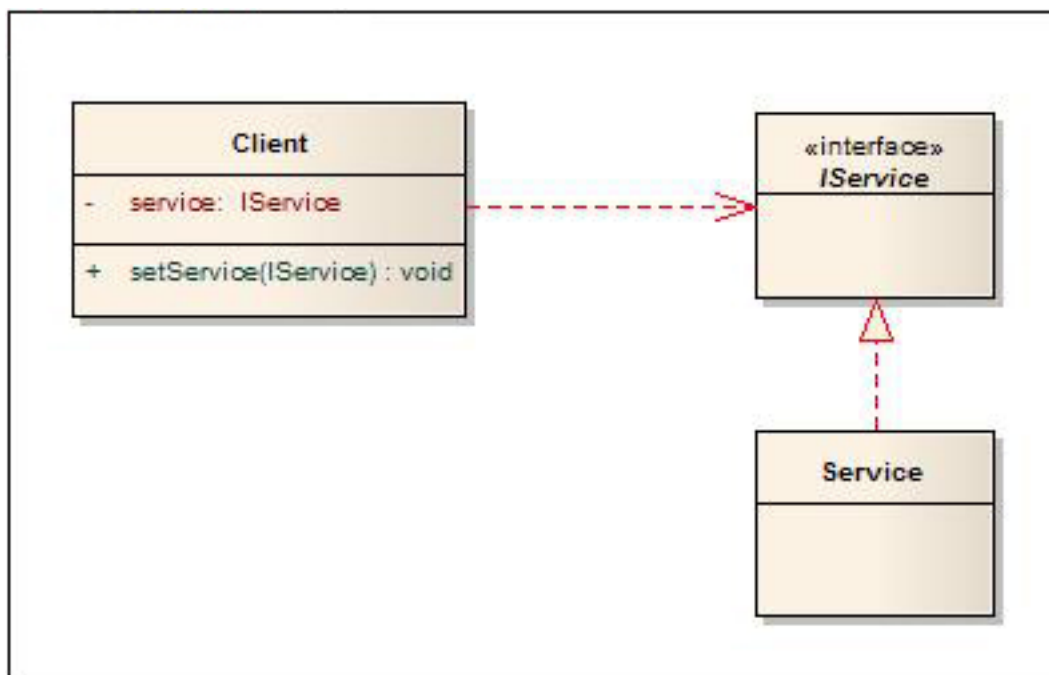 Client
- service: IService
+ setService(IService) : void
«interface»
IService
Service